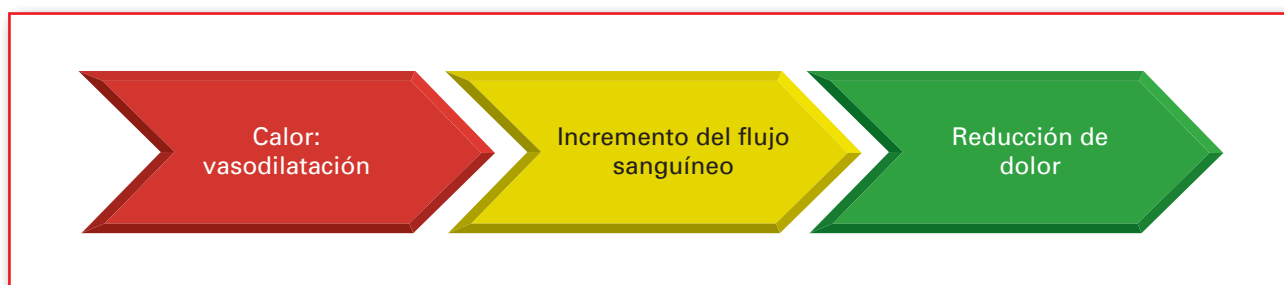 Calor:
vasodilatación
Incremento del flujo
sanguíneo
Reducción de
dolor